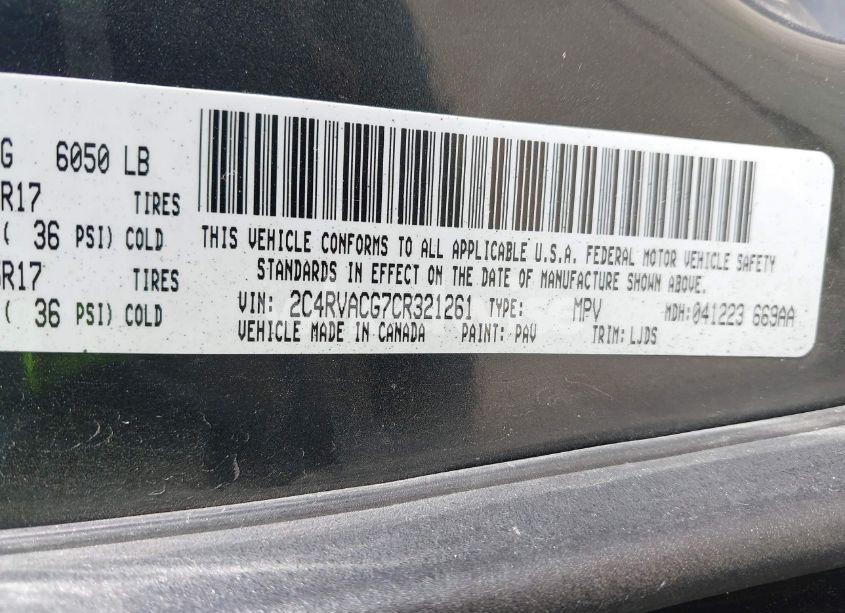 G 6050 LB
R17 TIRES
( 36 PSI) COLD
R17 TIRES
( 36 PSI) COLD
THIS VEHICLE CONFORMS TO ALL APPLICABLE U.S.A. FEDERAL MOTOR VEHICLE SAFETY
STANDARDS IN EFFECT ON THE DATE OF MANUFACTURE SHOWN ABOVE.
VIN: 2C4RVACG7CR321261 TYPE: MPV MDH:041223 669AA
VEHICLE MADE IN CANADA PAINT: PAV TRIM: LJDS